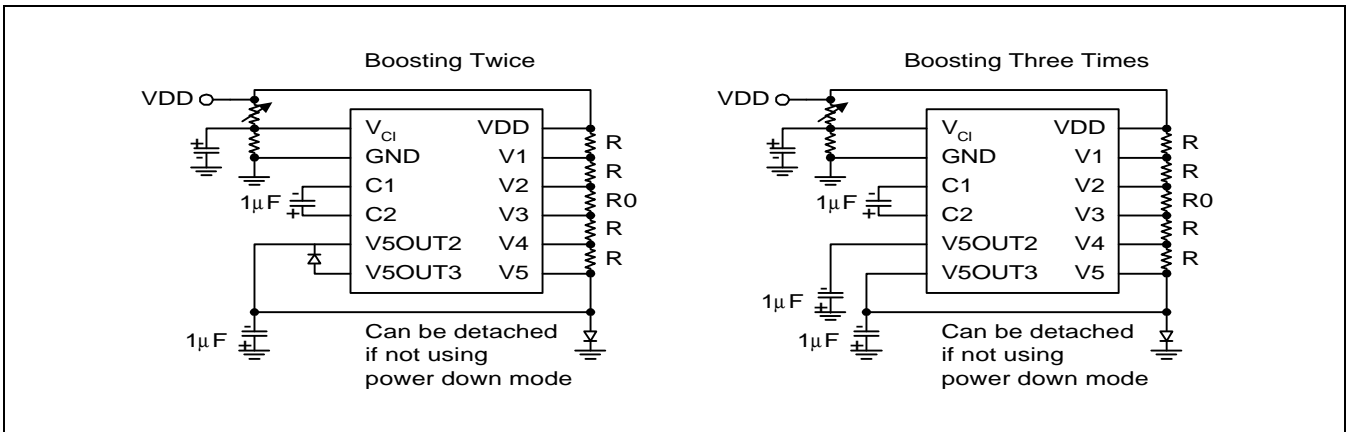 Boosting Twice
VDD
V_CI
GND
C1
C2
V5OUT2
V5OUT3
VDD
V1
V2
V3
V4
V5
R
R
R0
R
R
+
-
-
1μF
+
-
1μF
+
Can be detached
if not using
power down mode
Boosting Three Times
VDD
V_CI
GND
C1
C2
V5OUT2
V5OUT3
VDD
V1
V2
V3
V4
V5
R
R
R0
R
R
+
-
-
1μF
+
-
1μF
+
-
1μF
+
Can be detached
if not using
power down mode